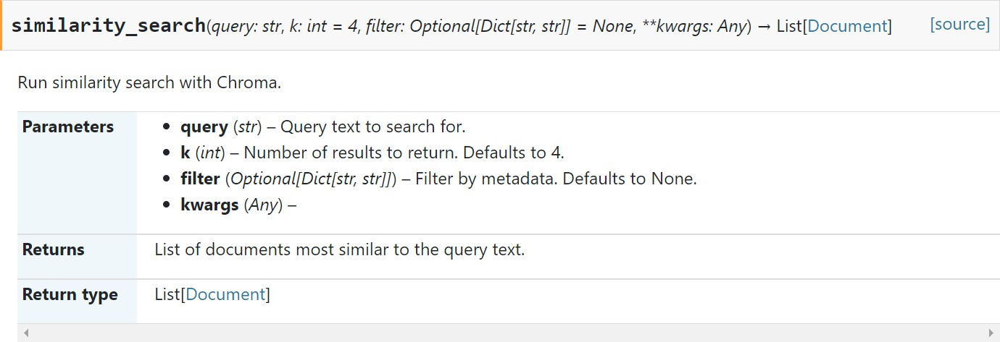 similarity_search(query: str, k: int = 4, filter: Optional[Dict[str, str]] = None, **kwargs: Any) → List[Document] [source]
Run similarity search with Chroma.
Parameters
• query (str) – Query text to search for.
• k (int) – Number of results to return. Defaults to 4.
• filter (Optional[Dict[str, str]]) – Filter by metadata. Defaults to None.
• kwargs (Any) –
Returns List of documents most similar to the query text.
Return type List[Document]